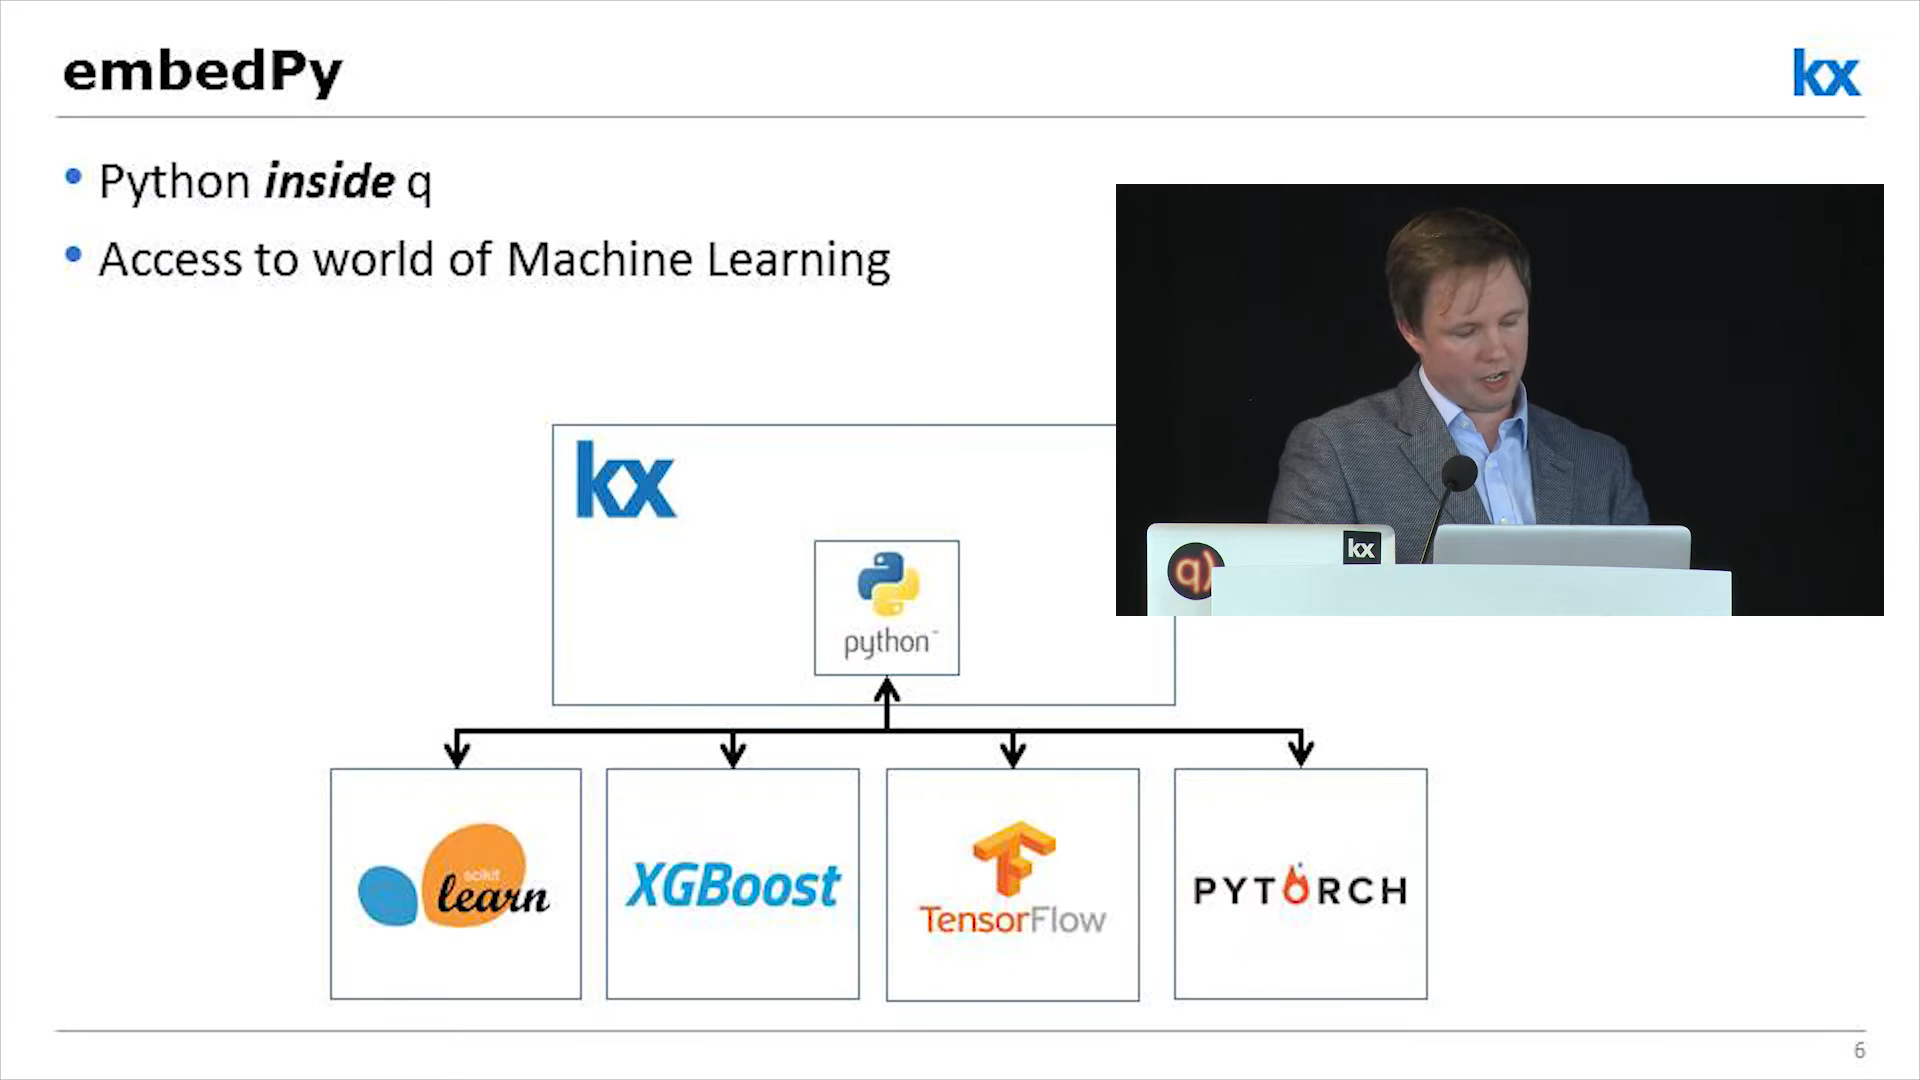 embedPy
kx
Python inside q
Access to world of Machine Learning
kx
python
kx
q)
scikit
learn
XGBoost
TensorFlow
PYTORCH
6